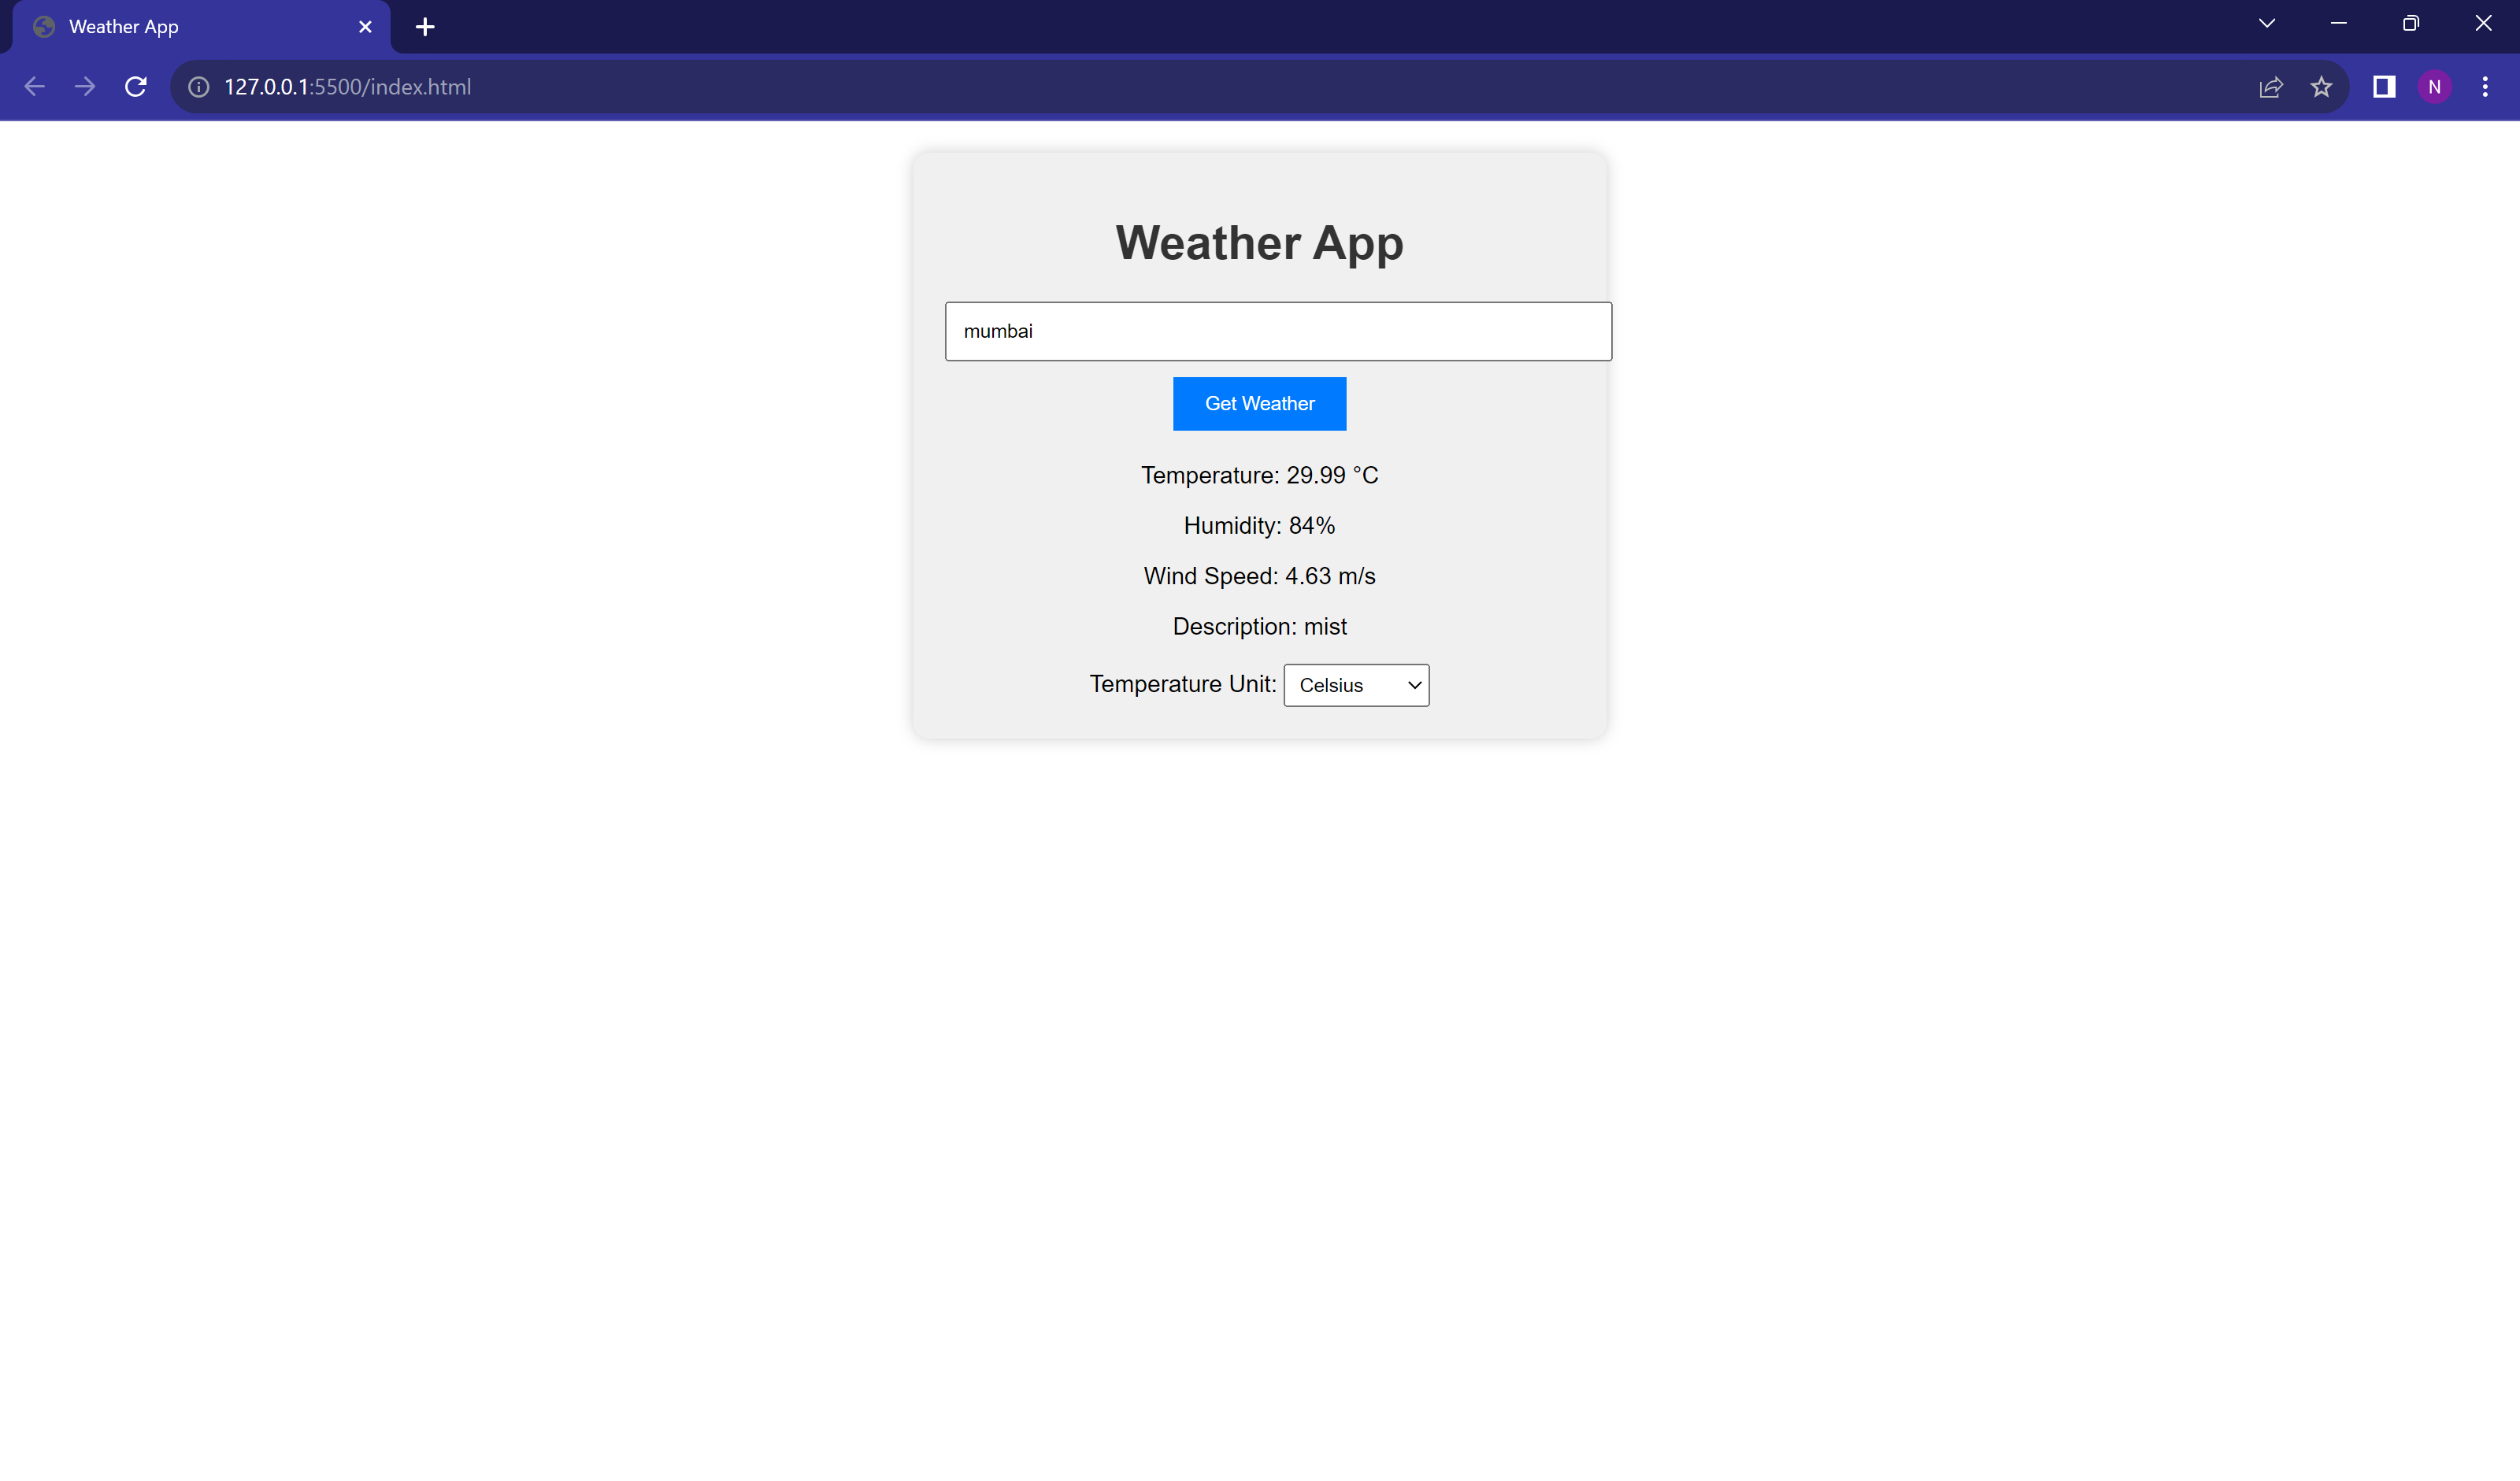 Weather App
127.0.0.1:5500/index.html
N
Weather App
mumbai
Get Weather
Temperature: 29.99 °C
Humidity: 84%
Wind Speed: 4.63 m/s
Description: mist
Temperature Unit: Celsius